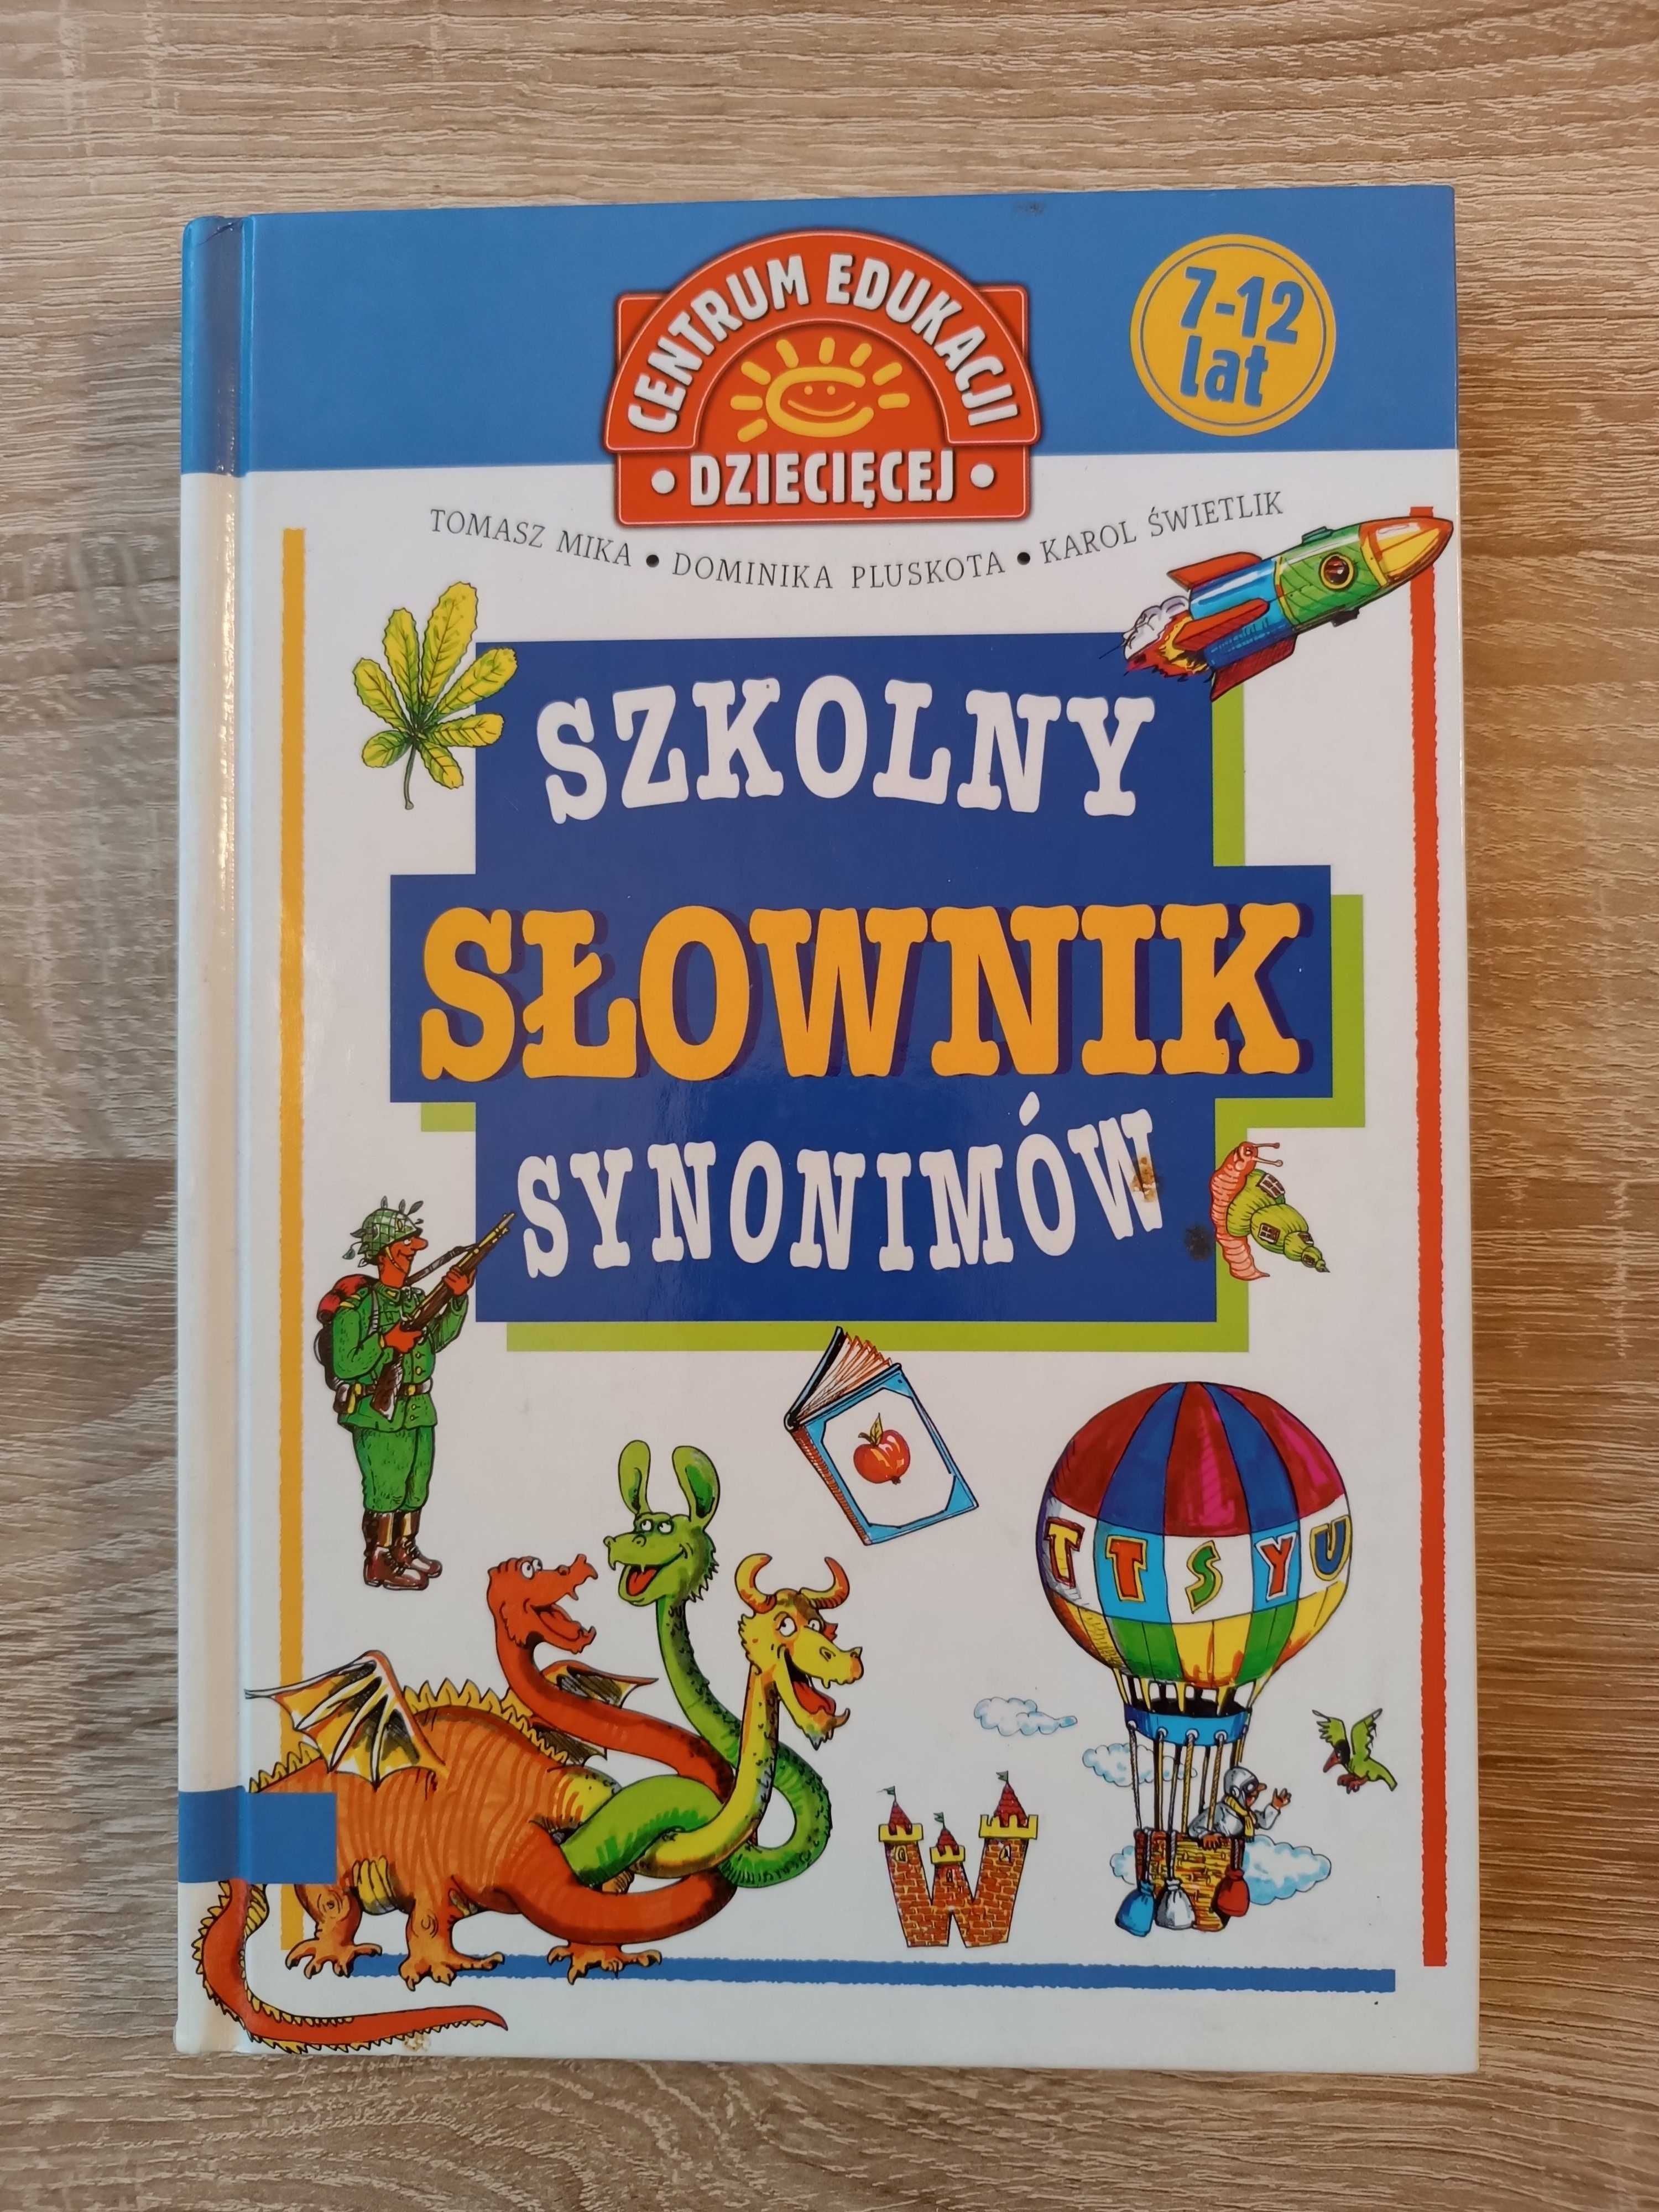 CENTRUM EDUKACJI
• DZIECIĘCEJ •
7-12
lat
TOMASZ MIKA • DOMINIKA PLUSKOTA • KAROL ŚWIETLIK
SZKOLNY
SŁOWNIK
SYNONIMÓW
TTSYU
W